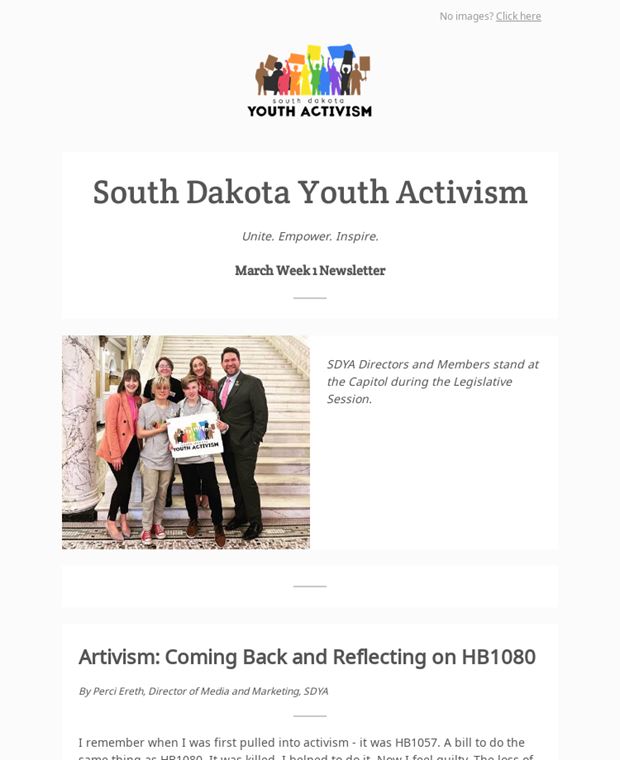 No images? Click here
south dakota
YOUTH ACTIVISM
South Dakota Youth Activism
Unite. Empower. Inspire.
March Week 1 Newsletter
SDYA Directors and Members stand at
the Capitol during the Legislative
Session.
YOUTH ACTIVISM
Artivism: Coming Back and Reflecting on HB1080
By Perci Ereth, Director of Media and Marketing, SDYA
I remember when I was first pulled into activism - it was HB1057. A bill to do the
same thing as HB1080. It was killed. I helped to do it. Now I feel guilty. The loss of